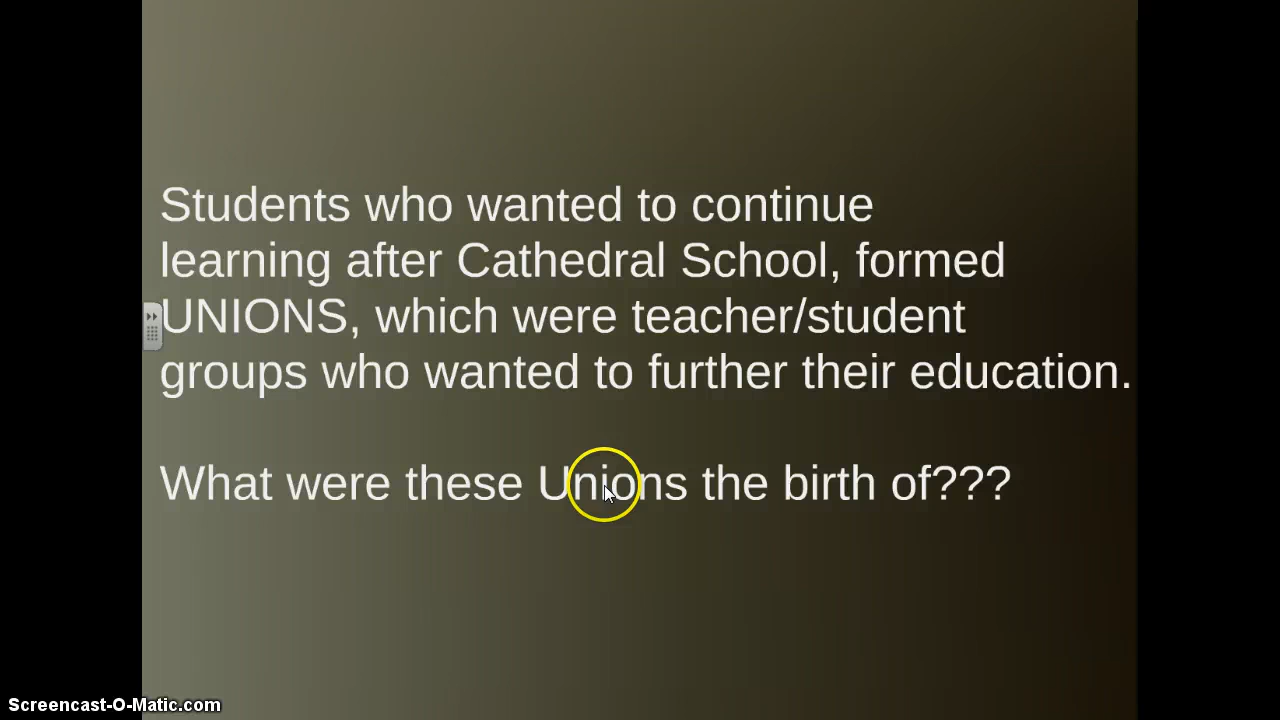 Students who wanted to continue
learning after Cathedral School, formed
UNIONS, which were teacher/student
groups who wanted to further their education.
What were these Unions the birth of???
Screencast-O-Matic.com